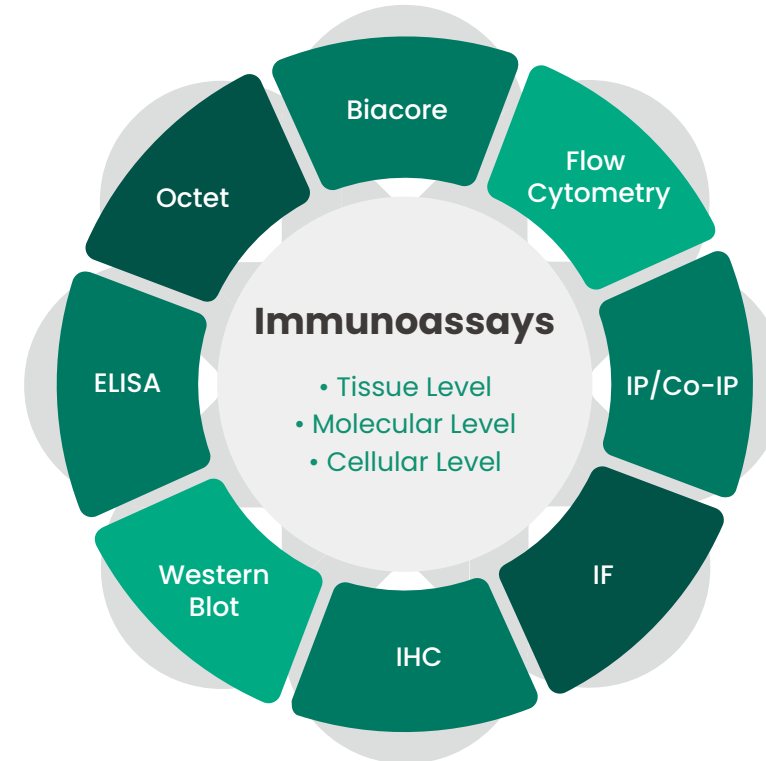 Biacore
Flow
Cytometry
Octet
Immunoassays
• Tissue Level
• Molecular Level
• Cellular Level
ELISA
IP/Co-IP
Western
Blot
IF
IHC